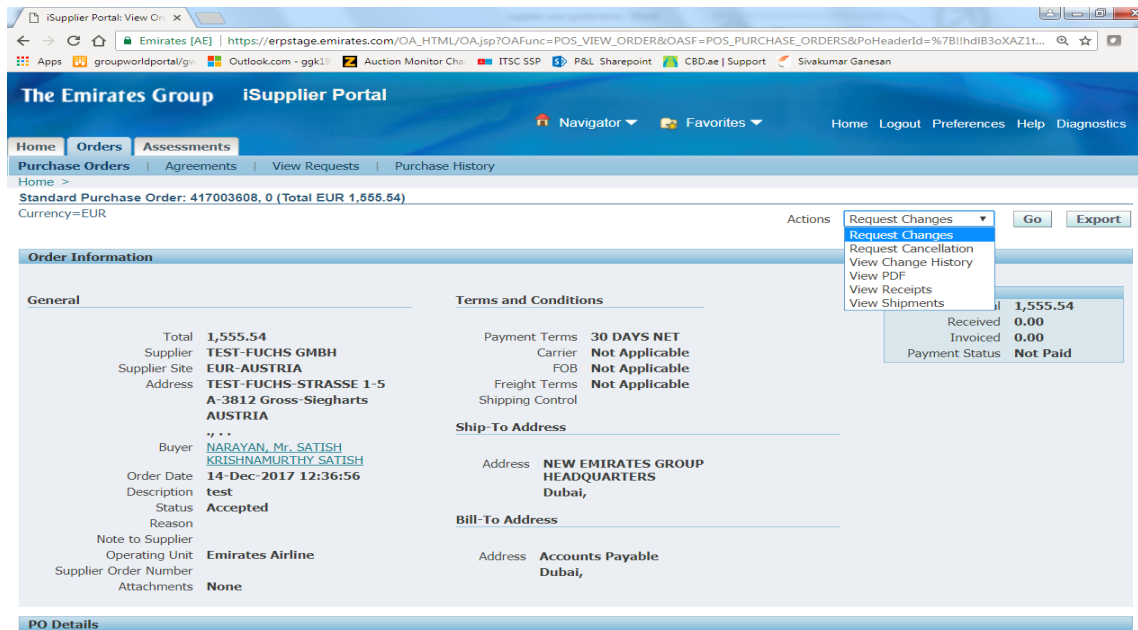 iSupplier Portal: View Or
Emirates [AE] | https://erpstage.emirates.com/OA_HTML/OA.jsp?OAFunc=POS_VIEW_ORDER&OASF=POS_PURCHASE_ORDERS&PoHeaderId=%7B!!hdIB3oXAZ1t...
Apps groupworldportal/gw Outlook.com - ggk19 Auction Monitor Cha ITSC SSP P&L Sharepoint CBD.ae | Support Sivakumar Ganesan
The Emirates Group iSupplier Portal
Navigator Favorites Home Logout Preferences Help Diagnostics
Home Orders Assessments
Purchase Orders | Agreements | View Requests | Purchase History
Home >
Standard Purchase Order: 417003608, 0 (Total EUR 1,555.54)
Currency=EUR
Actions Request Changes Go Export
Request Changes
Request Cancellation
View Change History
View PDF
View Receipts
View Shipments
Order Information
General
Total 1,555.54
Supplier TEST-FUCHS GMBH
Supplier Site EUR-AUSTRIA
Address TEST-FUCHS-STRASSE 1-5
A-3812 Gross-Siegharts
AUSTRIA
., . .
Buyer NARAYAN, Mr. SATISH
KRISHNAMURTHY SATISH
Order Date 14-Dec-2017 12:36:56
Description test
Status Accepted
Reason
Note to Supplier
Operating Unit Emirates Airline
Supplier Order Number
Attachments None
Terms and Conditions
Payment Terms 30 DAYS NET
Carrier Not Applicable
FOB Not Applicable
Freight Terms Not Applicable
Shipping Control
Ship-To Address
Address NEW EMIRATES GROUP
HEADQUARTERS
Dubai,
Bill-To Address
Address Accounts Payable
Dubai,
1,555.54
Received 0.00
Invoiced 0.00
Payment Status Not Paid
PO Details